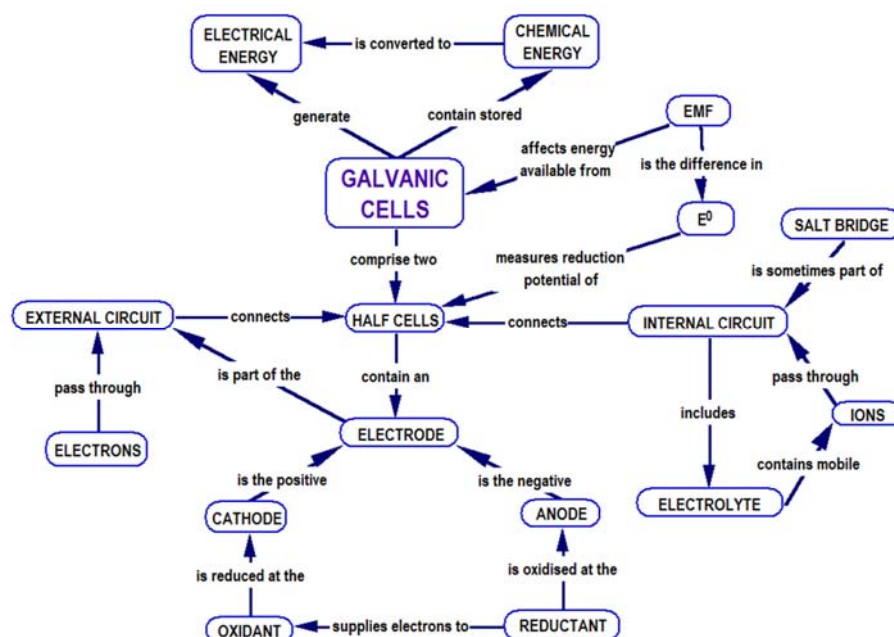 ELECTRICAL
ENERGY
is converted to
CHEMICAL
ENERGY
generate
contain stored
EMF
affects energy
available from
is the difference in
GALVANIC
CELLS
E⁰
SALT BRIDGE
comprise two
measures reduction
potential of
is sometimes part of
EXTERNAL CIRCUIT
connects
HALF CELLS
connects
INTERNAL CIRCUIT
pass through
is part of the
contain an
pass through
includes
IONS
ELECTRONS
ELECTRODE
contains mobile
is the positive
is the negative
ELECTROLYTE
CATHODE
ANODE
is reduced at the
is oxidised at the
OXIDANT
supplies electrons to
REDUCTANT